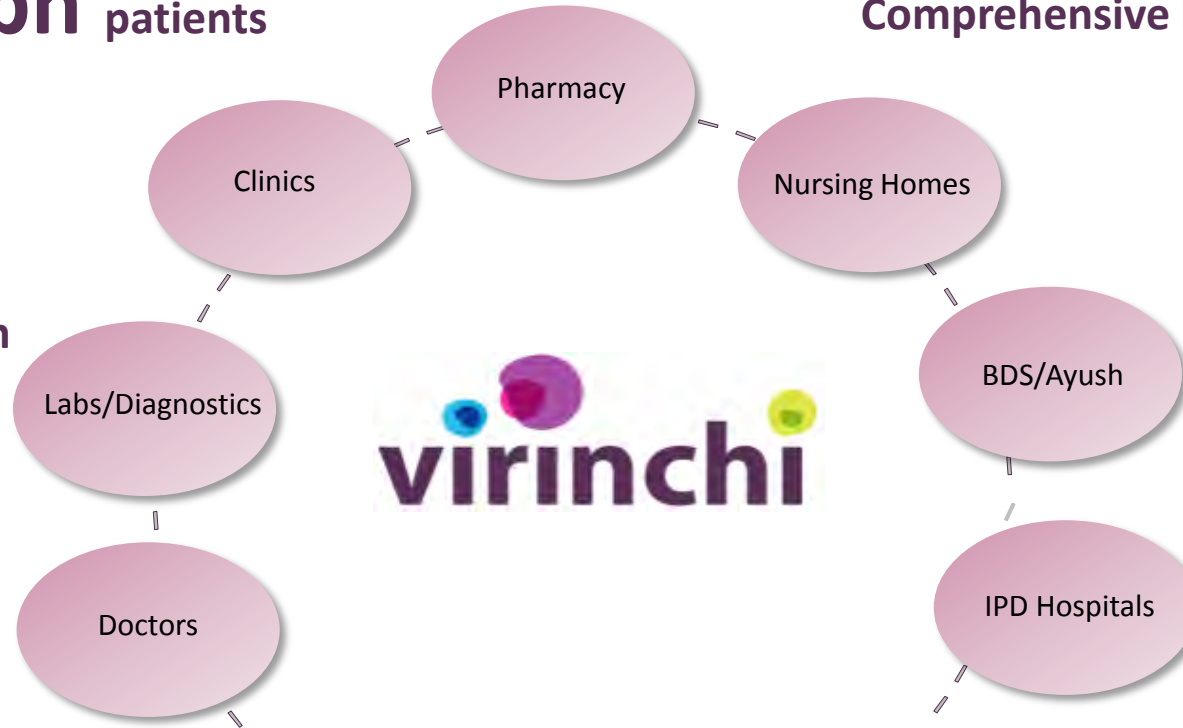 patients
Comprehensive
Pharmacy
Clinics
Nursing Homes
Labs/Diagnostics
BDS/Ayush
virinchi
Doctors
IPD Hospitals